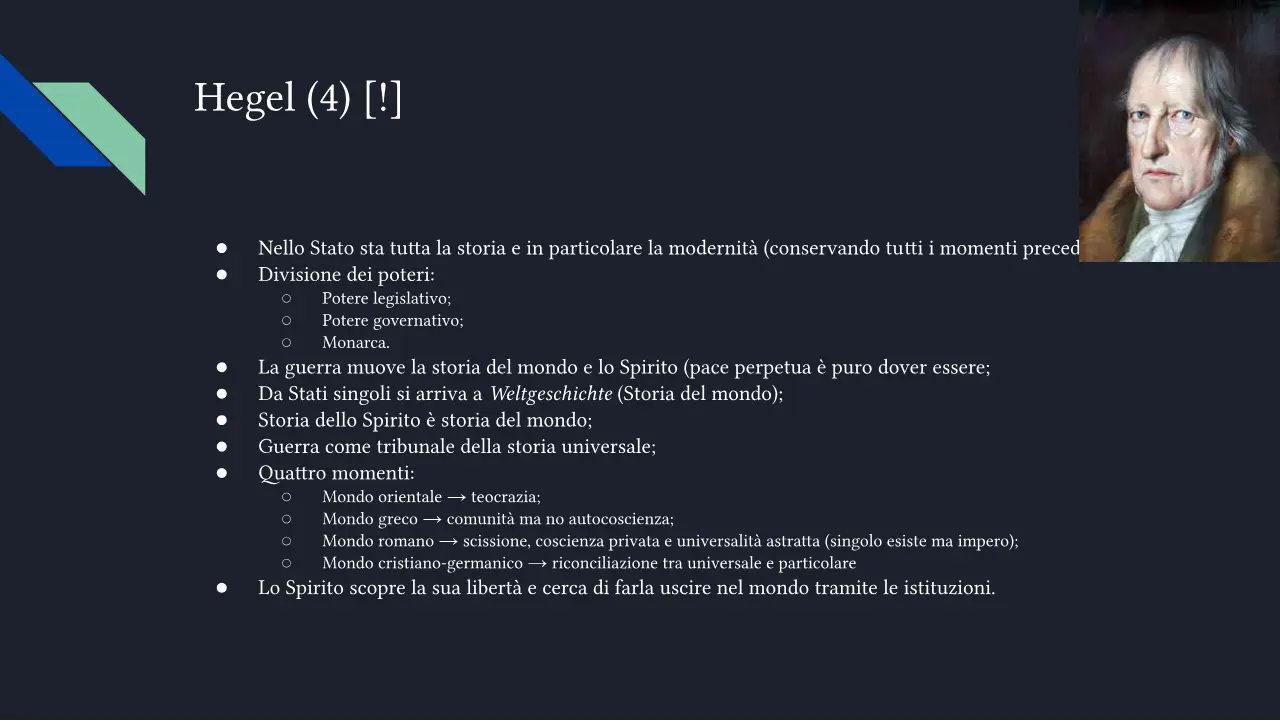 Hegel (4) [!]
● Nello Stato sta tutta la storia e in particolare la modernità (conservando tutti i momenti
● Divisione dei poteri:
○ Potere legislativo;
○ Potere governativo;
○ Monarca.
● La guerra muove la storia del mondo e lo Spirito (pace perpetua è puro dover essere;
● Da Stati singoli si arriva a Weltgeschichte (Storia del mondo);
● Storia dello Spirito è storia del mondo;
● Guerra come tribunale della storia universale;
● Quattro momenti:
○ Mondo orientale → teocrazia;
○ Mondo greco → comunità ma no autocoscienza;
○ Mondo romano → scissione, coscienza privata e universalità astratta (singolo esiste ma impero);
○ Mondo cristiano-germanico → riconciliazione tra universale e particolare
● Lo Spirito scopre la sua libertà e cerca di farla uscire nel mondo tramite le istituzioni.